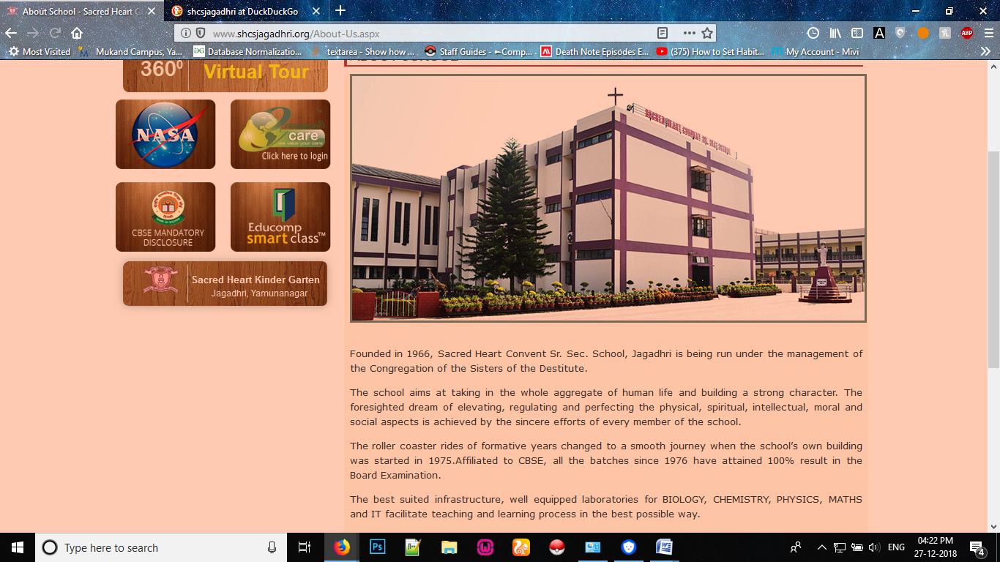 About School - Sacred Heart C
shcsjagadhri at DuckDuckGo
www.shcsjagadhri.org/About-Us.aspx
Most Visited
Mukand Campus, Ya...
Database Normalizatio...
textarea - Show how ...
Staff Guides - ►Comp...
Death Note Episodes E...
(375) How to Set Habit...
My Account - Mivi
ABP
360⁰
Virtual Tour
NASA
care
we value your care
Click here to login
CBSE MANDATORY
DISCLOSURE
Educomp
smart class™
Sacred Heart Kinder Garten
Jagadhri, Yamunanagar
ABOUT SCHOOL
SACRED HEART CONVENT SR. SEC. SCHOOL
Founded in 1966, Sacred Heart Convent Sr. Sec. School, Jagadhri is being run under the management of
the Congregation of the Sisters of the Destitute.
The school aims at taking in the whole aggregate of human life and building a strong character. The
foresighted dream of elevating, regulating and perfecting the physical, spiritual, intellectual, moral and
social aspects is achieved by the sincere efforts of every member of the school.
The roller coaster rides of formative years changed to a smooth journey when the school’s own building
was started in 1975.Affiliated to CBSE, all the batches since 1976 have attained 100% result in the
Board Examination.
The best suited infrastructure, well equipped laboratories for BIOLOGY, CHEMISTRY, PHYSICS, MATHS
and IT facilitate teaching and learning process in the best possible way.
Type here to search
Ps
ENG
04:22 PM
27-12-2018
4